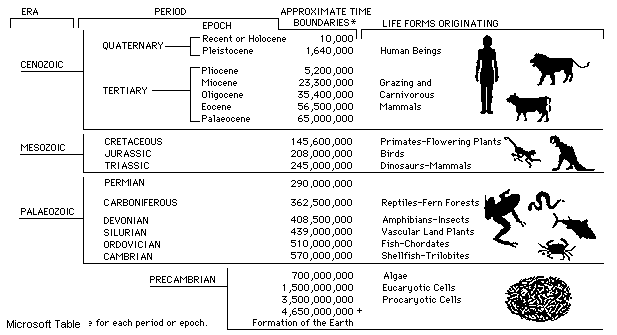 ERA PERIOD APPROXIMATE TIME
EPOCH BOUNDARIES* LIFE FORMS ORIGINATING
CENOZOIC
QUATERNARY
Recent or Holocene 10,000
Pleistocene 1,640,000 Human Beings
TERTIARY
Pliocene 5,200,000
Miocene 23,300,000 Grazing and
Oligocene 35,400,000 Carnivorous
Eocene 56,500,000 Mammals
Palaeocene 65,000,000
MESOZOIC
CRETACEOUS 145,600,000 Primates-Flowering Plants
JURASSIC 208,000,000 Birds
TRIASSIC 245,000,000 Dinosaurs-Mammals
PALAEOZOIC
PERMIAN 290,000,000
CARBONIFEROUS 362,500,000 Reptiles-Fern Forests
DEVONIAN 408,500,000 Amphibians-Insects
SILURIAN 439,000,000 Vascular Land Plants
ORDOVICIAN 510,000,000 Fish-Chordates
CAMBRIAN 570,000,000 Shellfish-Trilobites
PRECAMBRIAN
700,000,000 Algae
1,500,000,000 Eucaryotic Cells
3,500,000,000 Procaryotic Cells
4,650,000,000 +
Formation of the Earth
Microsoft Table e for each period or epoch.